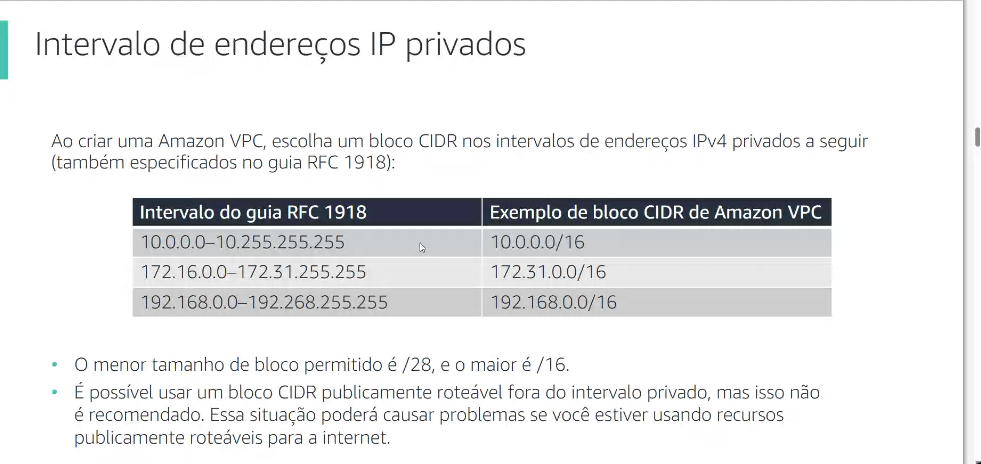 Intervalo de endereços IP privados
Ao criar uma Amazon VPC, escolha um bloco CIDR nos intervalos de endereços IPv4 privados a seguir
(também especificados no guia RFC 1918):
Intervalo do guia RFC 1918 Exemplo de bloco CIDR de Amazon VPC
10.0.0.0–10.255.255.255 10.0.0.0/16
172.16.0.0–172.31.255.255 172.31.0.0/16
192.168.0.0–192.268.255.255 192.168.0.0/16
• O menor tamanho de bloco permitido é /28, e o maior é /16.
• É possível usar um bloco CIDR publicamente roteável fora do intervalo privado, mas isso não
é recomendado. Essa situação poderá causar problemas se você estiver usando recursos
publicamente roteáveis para a internet.